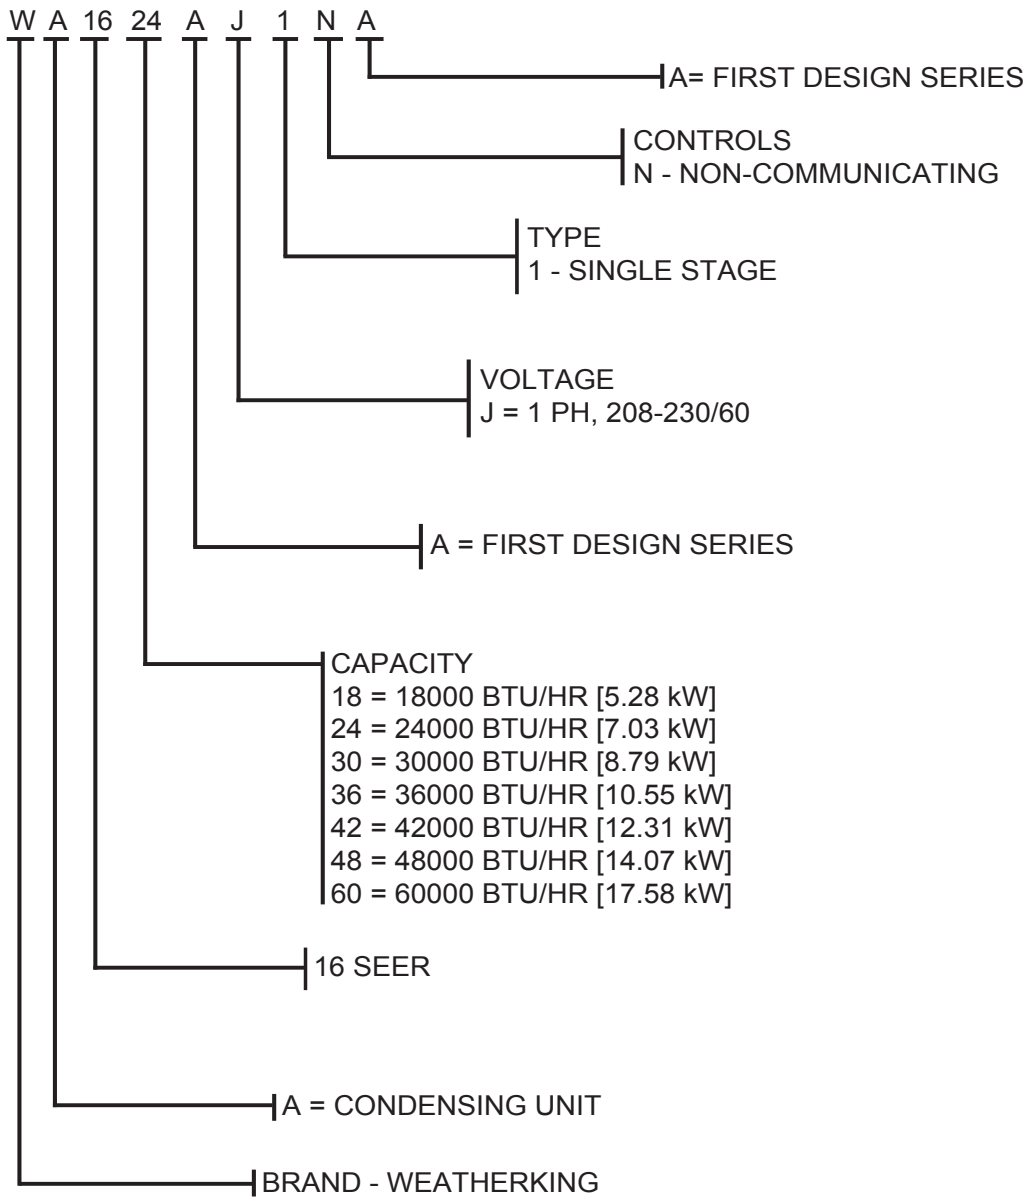 W A 16 24 A J 1 N A
A= FIRST DESIGN SERIES
CONTROLS
N - NON-COMMUNICATING
TYPE
1 - SINGLE STAGE
VOLTAGE
J = 1 PH, 208-230/60
A = FIRST DESIGN SERIES
CAPACITY
18 = 18000 BTU/HR [5.28 kW]
24 = 24000 BTU/HR [7.03 kW]
30 = 30000 BTU/HR [8.79 kW]
36 = 36000 BTU/HR [10.55 kW]
42 = 42000 BTU/HR [12.31 kW]
48 = 48000 BTU/HR [14.07 kW]
60 = 60000 BTU/HR [17.58 kW]
16 SEER
A = CONDENSING UNIT
BRAND - WEATHERKING